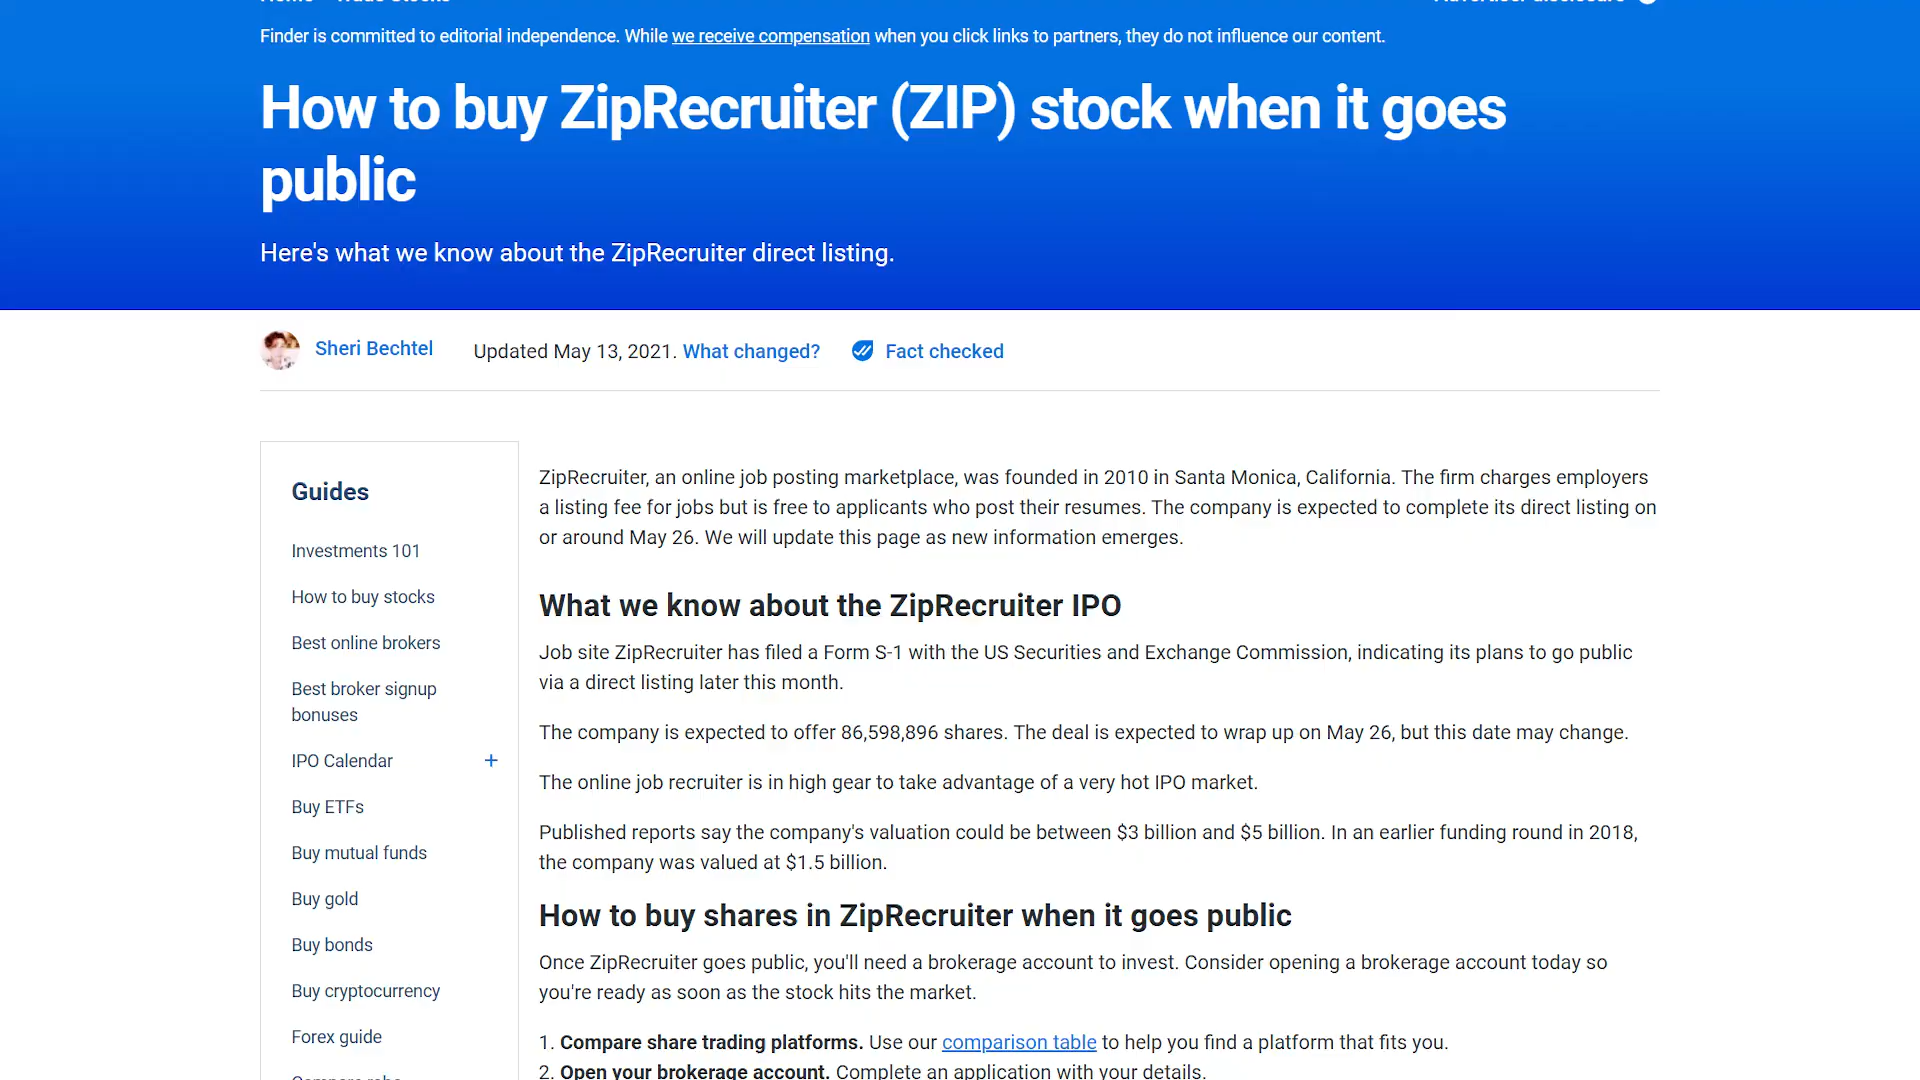 Home Trade Stocks Advertiser disclosure
Finder is committed to editorial independence. While we receive compensation when you click links to partners, they do not influence our content.
How to buy ZipRecruiter (ZIP) stock when it goes
public
Here's what we know about the ZipRecruiter direct listing.
Sheri Bechtel Updated May 13, 2021. What changed? Fact checked
Guides
Investments 101
How to buy stocks
Best online brokers
Best broker signup
bonuses
IPO Calendar +
Buy ETFs
Buy mutual funds
Buy gold
Buy bonds
Buy cryptocurrency
Forex guide
ZipRecruiter, an online job posting marketplace, was founded in 2010 in Santa Monica, California. The firm charges employers
a listing fee for jobs but is free to applicants who post their resumes. The company is expected to complete its direct listing on
or around May 26. We will update this page as new information emerges.
What we know about the ZipRecruiter IPO
Job site ZipRecruiter has filed a Form S-1 with the US Securities and Exchange Commission, indicating its plans to go public
via a direct listing later this month.
The company is expected to offer 86,598,896 shares. The deal is expected to wrap up on May 26, but this date may change.
The online job recruiter is in high gear to take advantage of a very hot IPO market.
Published reports say the company's valuation could be between $3 billion and $5 billion. In an earlier funding round in 2018,
the company was valued at $1.5 billion.
How to buy shares in ZipRecruiter when it goes public
Once ZipRecruiter goes public, you'll need a brokerage account to invest. Consider opening a brokerage account today so
you're ready as soon as the stock hits the market.
1. Compare share trading platforms. Use our comparison table to help you find a platform that fits you.
2. Open your brokerage account. Complete an application with your details.